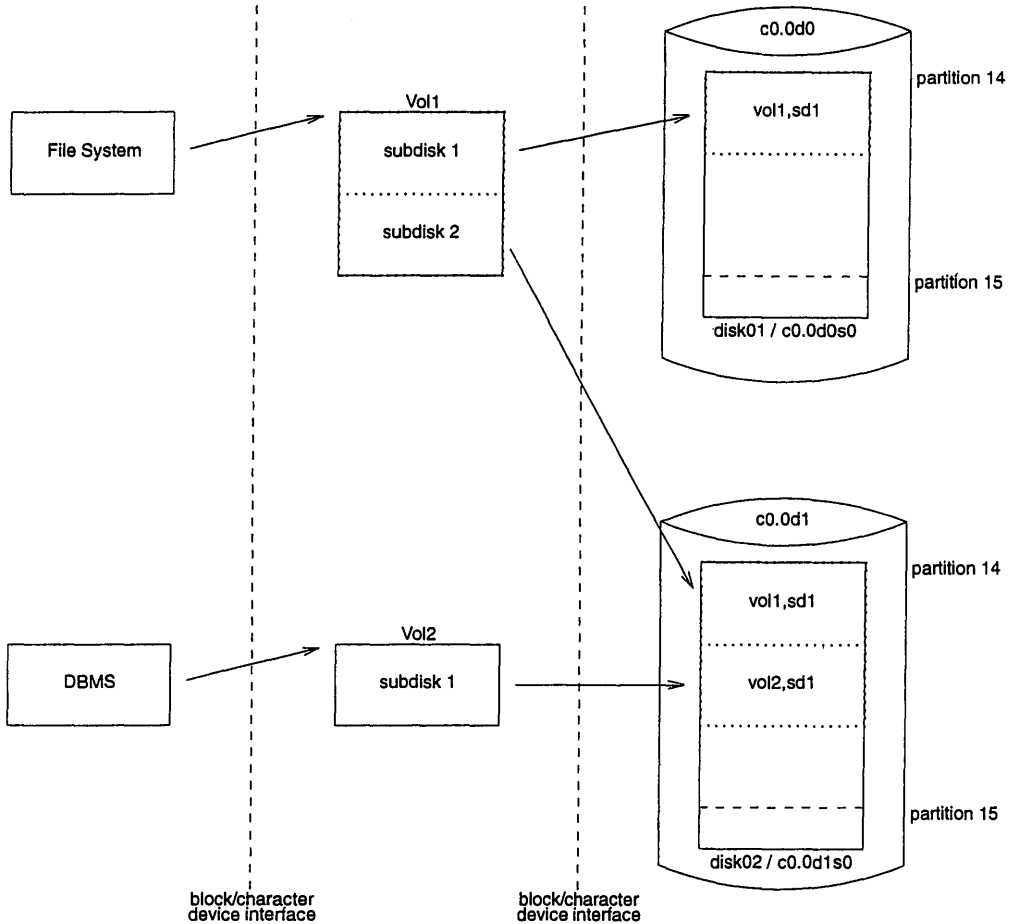 c0.0d0
partition 14
Vol1
vol1,sd1
File System
subdisk 1
subdisk 2
partition 15
disk01 / c0.0d0s0
c0.0d1
partition 14
vol1,sd1
Vol2
DBMS
subdisk 1
vol2,sd1
partition 15
disk02 / c0.0d1s0
block/character
device interface
block/character
device interface